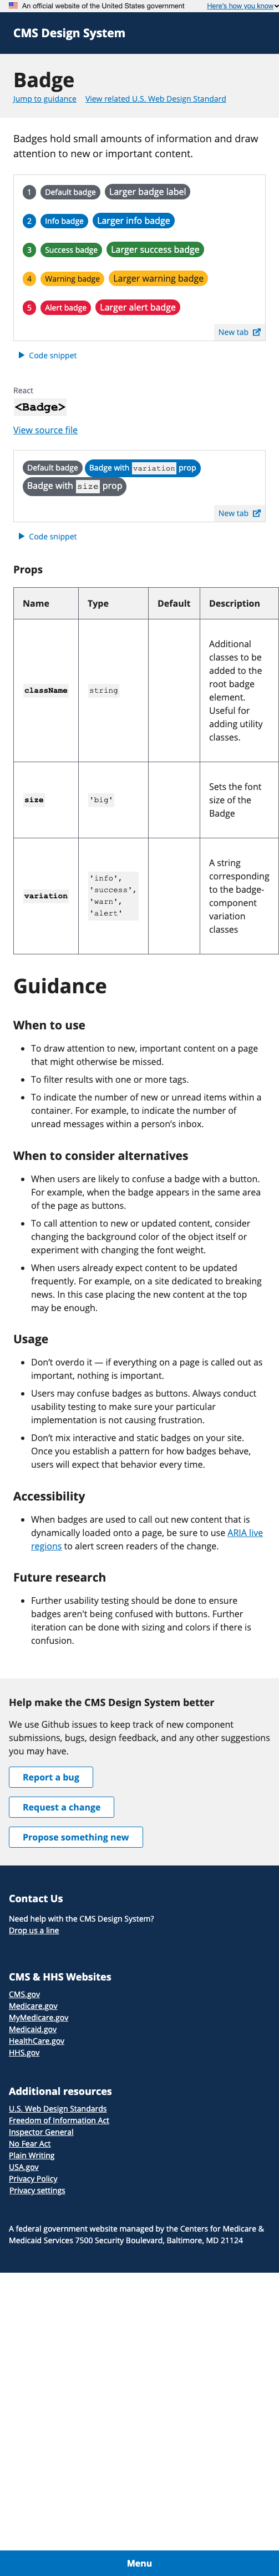 An official website of the United States government Here's how you know
CMS Design System
Badge
Jump to guidance View related U.S. Web Design Standard
Badges hold small amounts of information and draw
attention to new or important content.
1 Default badge Larger badge label
2 Info badge Larger info badge
3 Success badge Larger success badge
4 Warning badge Larger warning badge
5 Alert badge Larger alert badge
New tab
Code snippet
React
<Badge>
View source file
Default badge Badge with variation prop
Badge with size prop
New tab
Code snippet
Props
Name Type Default Description
className string Additional
classes to be
added to the
root badge
element.
Useful for
adding utility
classes.
size 'big' Sets the font
size of the
Badge
variation 'info',
'success',
'warn',
'alert'
A string
corresponding
to the badge-
component
variation
classes
Guidance
When to use
• To draw attention to new, important content on a page
that might otherwise be missed.
• To filter results with one or more tags.
• To indicate the number of new or unread items within a
container. For example, to indicate the number of
unread messages within a person’s inbox.
When to consider alternatives
• When users are likely to confuse a badge with a button.
For example, when the badge appears in the same area
of the page as buttons.
• To call attention to new or updated content, consider
changing the background color of the object itself or
experiment with changing the font weight.
• When users already expect content to be updated
frequently. For example, on a site dedicated to breaking
news. In this case placing the new content at the top
may be enough.
Usage
• Don’t overdo it — if everything on a page is called out as
important, nothing is important.
• Users may confuse badges as buttons. Always conduct
usability testing to make sure your particular
implementation is not causing frustration.
• Don’t mix interactive and static badges on your site.
Once you establish a pattern for how badges behave,
users will expect that behavior every time.
Accessibility
• When badges are used to call out new content that is
dynamically loaded onto a page, be sure to use ARIA live
regions to alert screen readers of the change.
Future research
• Further usability testing should be done to ensure
badges aren't being confused with buttons. Further
iteration can be done with sizing and colors if there is
confusion.
Help make the CMS Design System better
We use Github issues to keep track of new component
submissions, bugs, design feedback, and any other suggestions
you may have.
Report a bug
Request a change
Propose something new
Contact Us
Need help with the CMS Design System?
Drop us a line
CMS & HHS Websites
CMS.gov
Medicare.gov
MyMedicare.gov
Medicaid.gov
HealthCare.gov
HHS.gov
Additional resources
U.S. Web Design Standards
Freedom of Information Act
Inspector General
No Fear Act
Plain Writing
USA.gov
Privacy Policy
Privacy settings
A federal government website managed by the Centers for Medicare &
Medicaid Services 7500 Security Boulevard, Baltimore, MD 21124
Menu